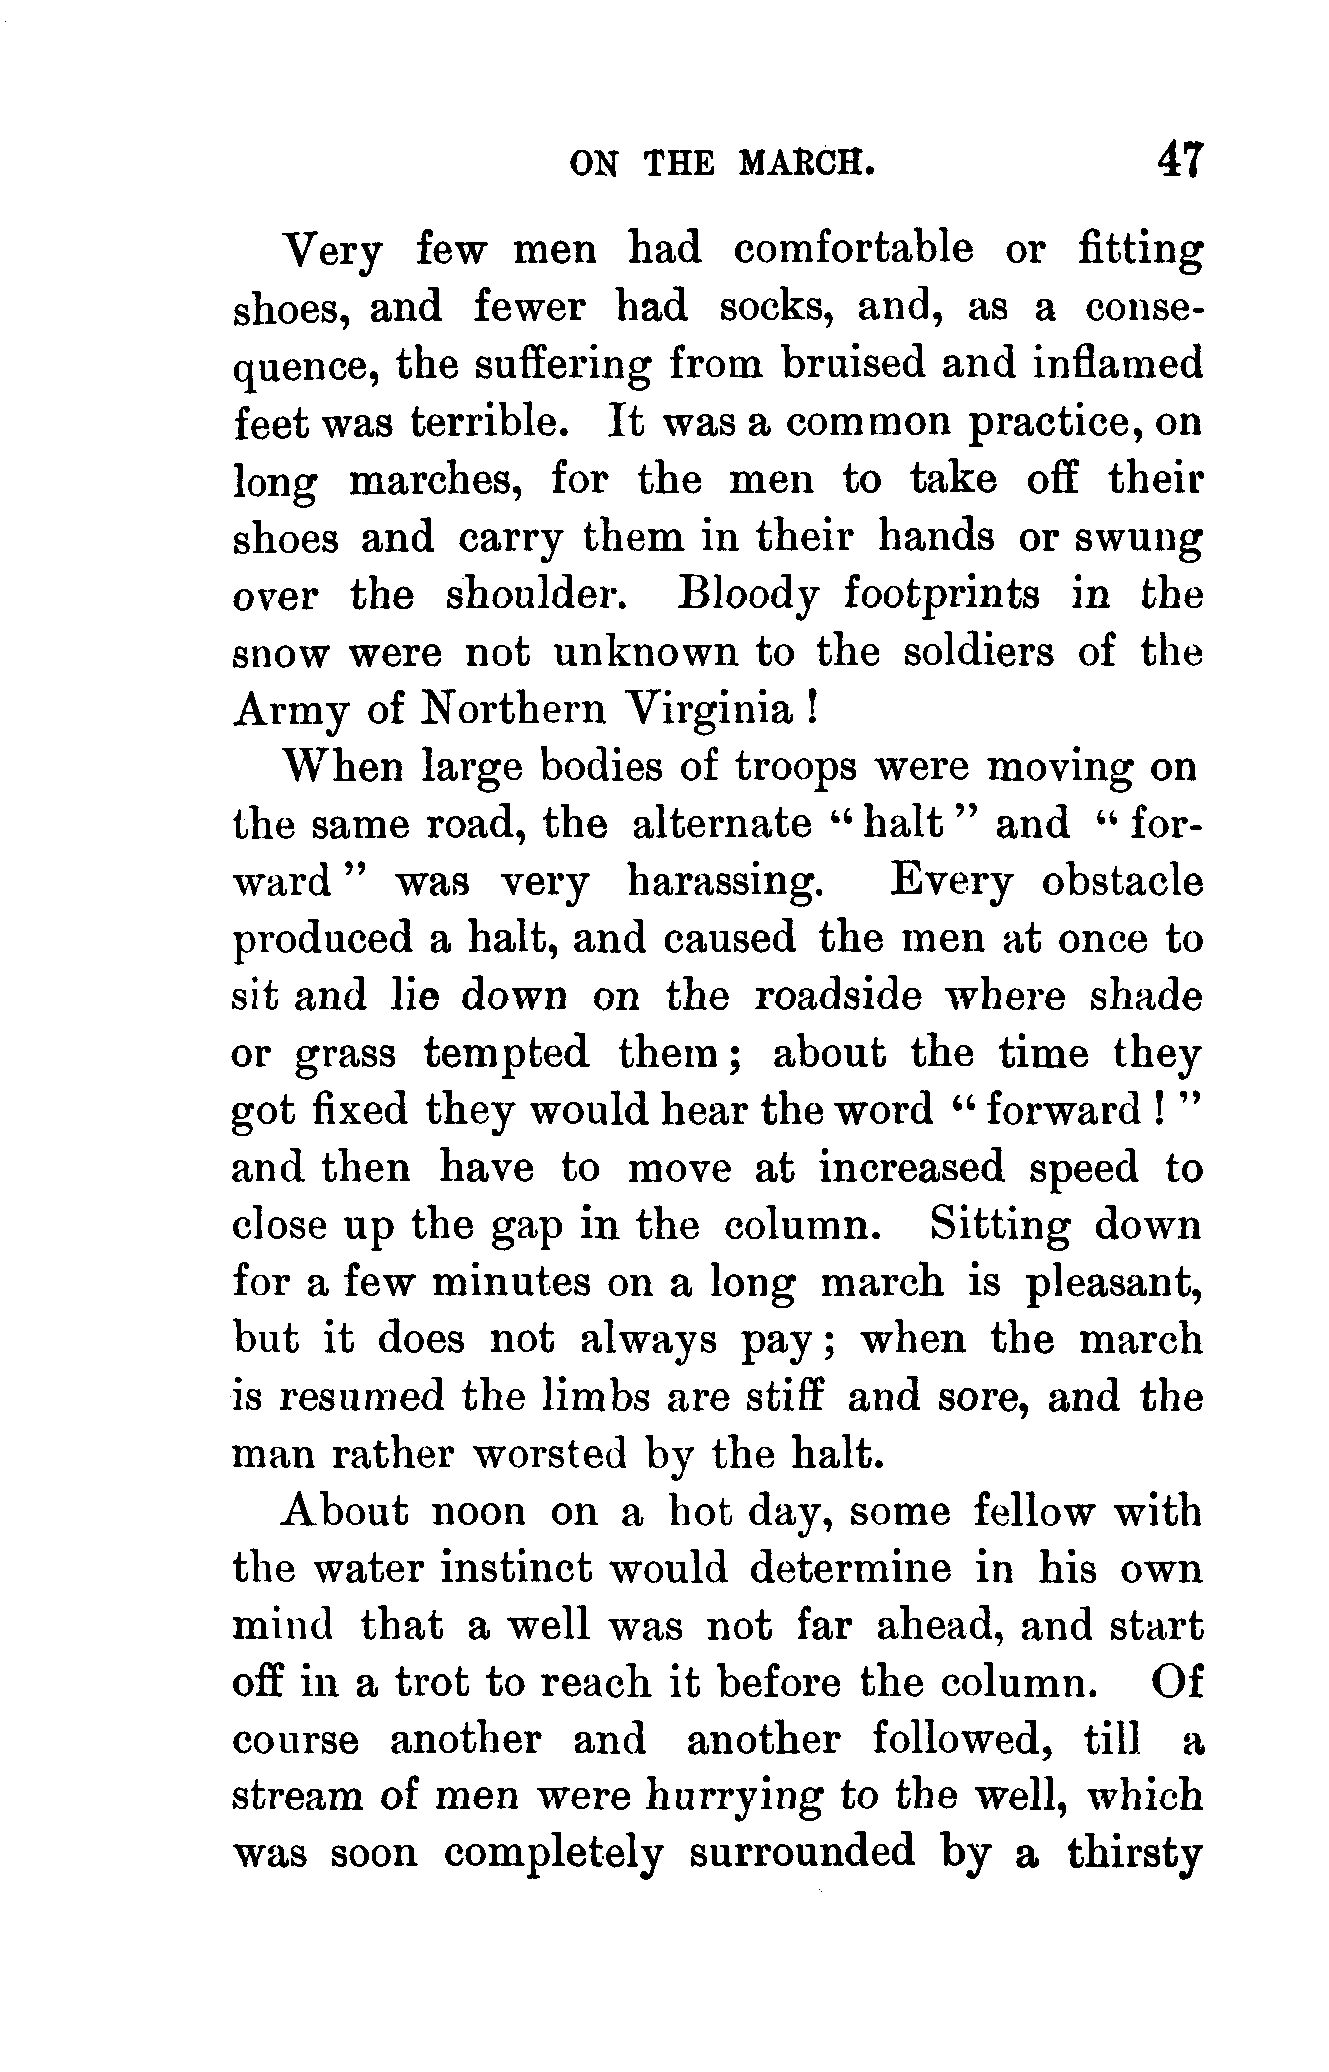 ON THE MARCH. 47
Very few men had comfortable or fitting
shoes, and fewer had socks, and, as a conse-
quence, the suffering from bruised and inflamed
feet was terrible. It was a common practice, on
long marches, for the men to take off their
shoes and carry them in their hands or swung
over the shoulder. Bloody footprints in the
snow were not unknown to the soldiers of the
Army of Northern Virginia !
When large bodies of troops were moving on
the same road, the alternate “ halt ” and “ for-
ward ” was very harassing. Every obstacle
produced a halt, and caused the men at once to
sit and lie down on the roadside where shade
or grass tempted them ; about the time they
got fixed they would hear the word “ forward ! ”
and then have to move at increased speed to
close up the gap in the column. Sitting down
for a few minutes on a long march is pleasant,
but it does not always pay ; when the march
is resumed the limbs are stiff and sore, and the
man rather worsted by the halt.
About noon on a hot day, some fellow with
the water instinct would determine in his own
mind that a well was not far ahead, and start
off in a trot to reach it before the column. Of
course another and another followed, till a
stream of men were hurrying to the well, which
was soon completely surrounded by a thirsty